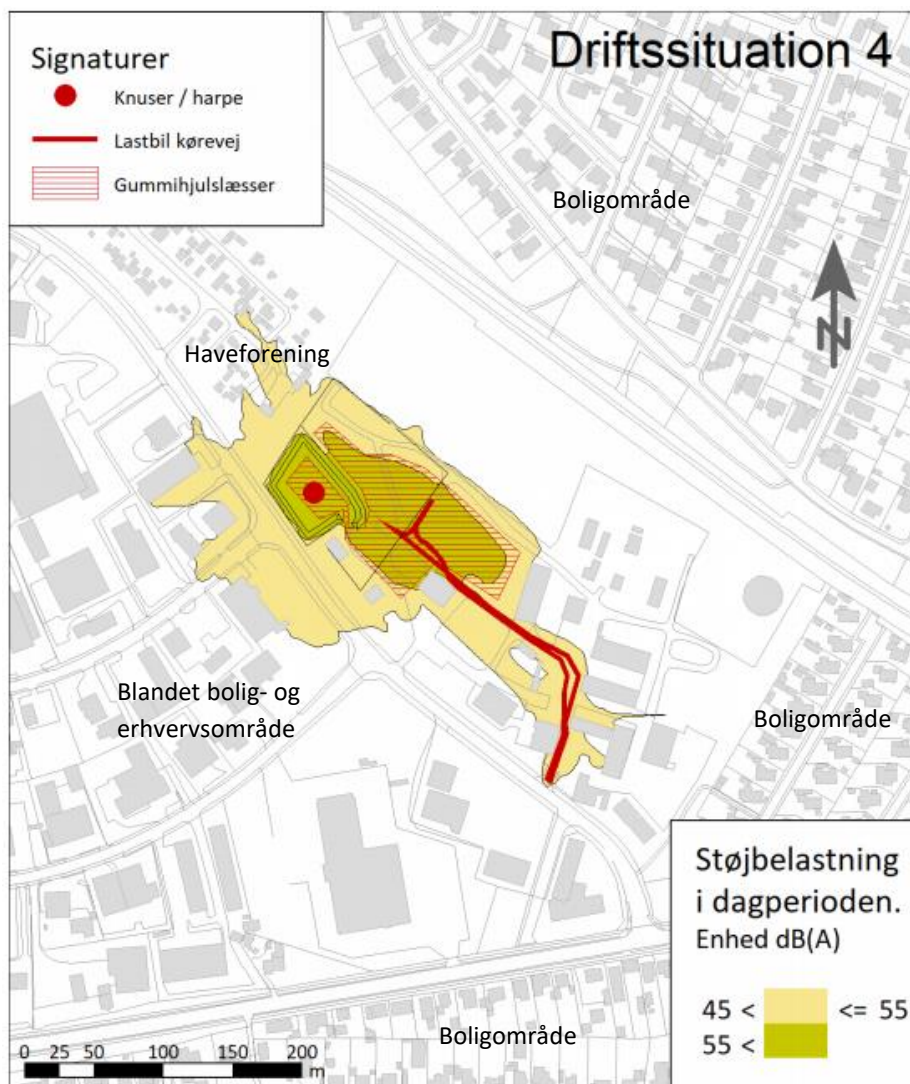 Driftssituation 4
Signaturer
Knuser / harpe
Lastbil kørevej
Gummihjulslæsser
Boligområde
N
Haveforening
Blandet bolig- og
erhvervsområde
Boligområde
Støjbelastning
i dagperioden.
Enhed dB(A)
45 < <= 55
55 <
Boligområde
0 25 50 100 150 200
m